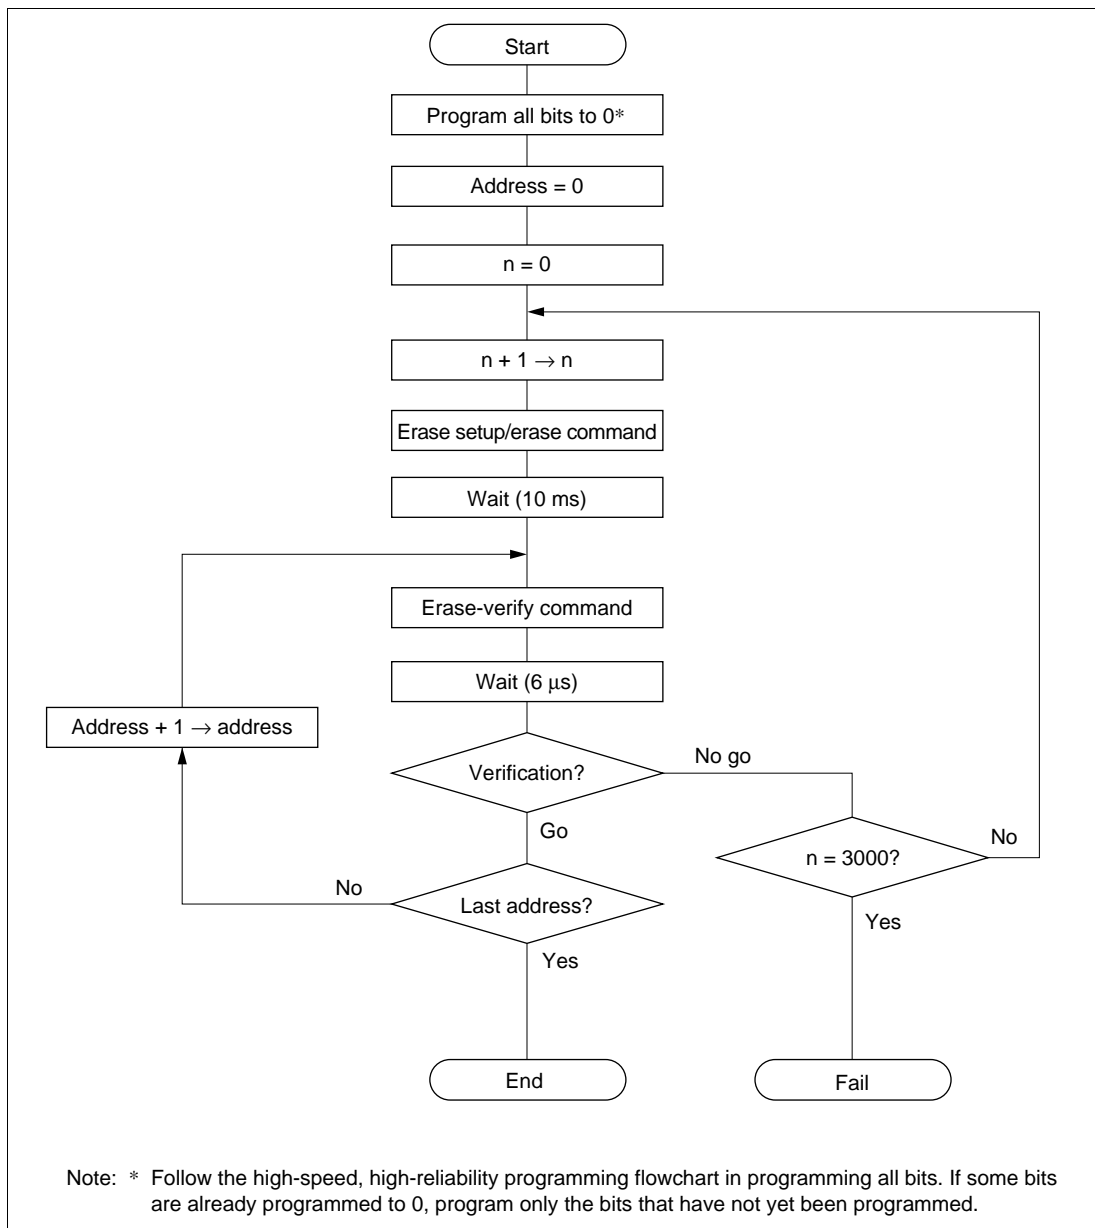 Start
Program all bits to 0*
Address = 0
n = 0
n + 1 → n
Erase setup/erase command
Wait (10 ms)
Erase-verify command
Wait (6 μs)
Address + 1 → address
Verification?
No go
Go
n = 3000?
No
Last address?
No
Yes
Yes
End
Fail
Note: * Follow the high-speed, high-reliability programming flowchart in programming all bits. If some bits
are already programmed to 0, program only the bits that have not yet been programmed.